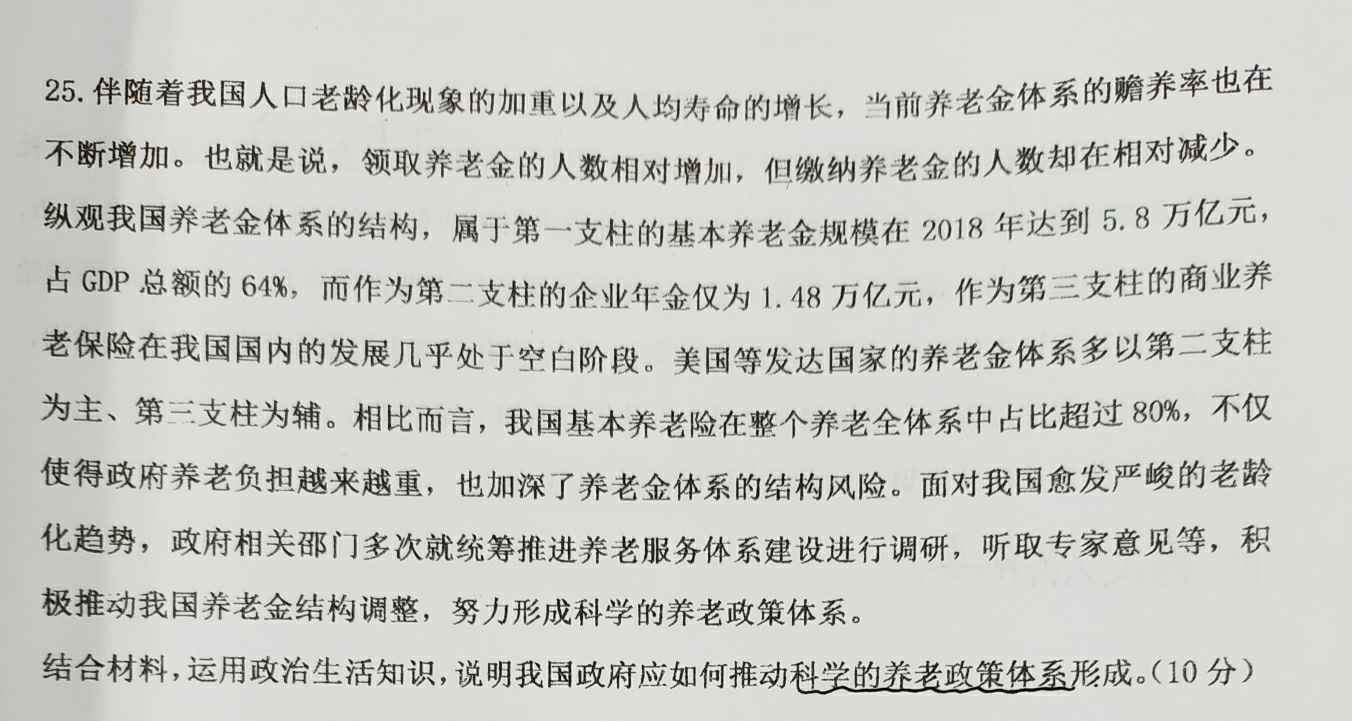 25. 伴随着我国人口老龄化现象的加重以及人均寿命的增长，当前养老金体系的赡养率也在
不断增加。也就是说，领取养老金的人数相对增加，但缴纳养老金的人数却在相对减少。
纵观我国养老金体系的结构，属于第一支柱的基本养老金规模在 2018 年达到 5.8 万亿元，
占 GDP 总额的 64%，而作为第二支柱的企业年金仅为 1.48 万亿元，作为第三支柱的商业养
老保险在我国国内的发展几乎处于空白阶段。美国等发达国家的养老金体系多以第二支柱
为主、第三支柱为辅。相比而言，我国基本养老险在整个养老全体系中占比超过 80%，不仅
使得政府养老负担越来越重，也加深了养老金体系的结构风险。面对我国愈发严峻的老龄
化趋势，政府相关部门多次就统筹推进养老服务体系建设进行调研，听取专家意见等，积
极推动我国养老金结构调整，努力形成科学的养老政策体系。
结合材料，运用政治生活知识，说明我国政府应如何推动科学的养老政策体系形成。（10 分）